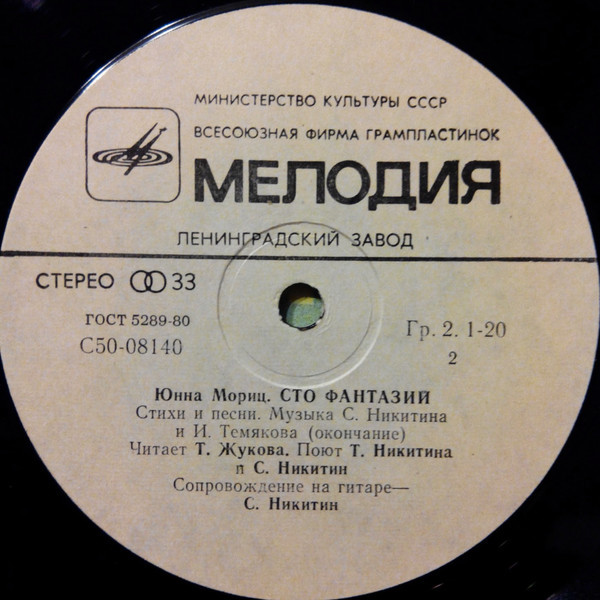 МИНИСТЕРСТВО КУЛЬТУРЫ СССР
ВСЕСОЮЗНАЯ ФИРМА ГРАМПЛАСТИНОК
МЕЛОДИЯ
ЛЕНИНГРАДСКИЙ ЗАВОД
СТЕРЕО 33
ГОСТ 5289-80
С50-08140
Гр. 2. 1-20
2
Юнна Мориц. СТО ФАНТАЗИЙ
Стихи и песни. Музыка С. Никитина
и И. Темякова (окончание)
Читает Т. Жукова. Поют Т. Никитина
и С. Никитин
Сопровождение на гитаре—
С. Никитин